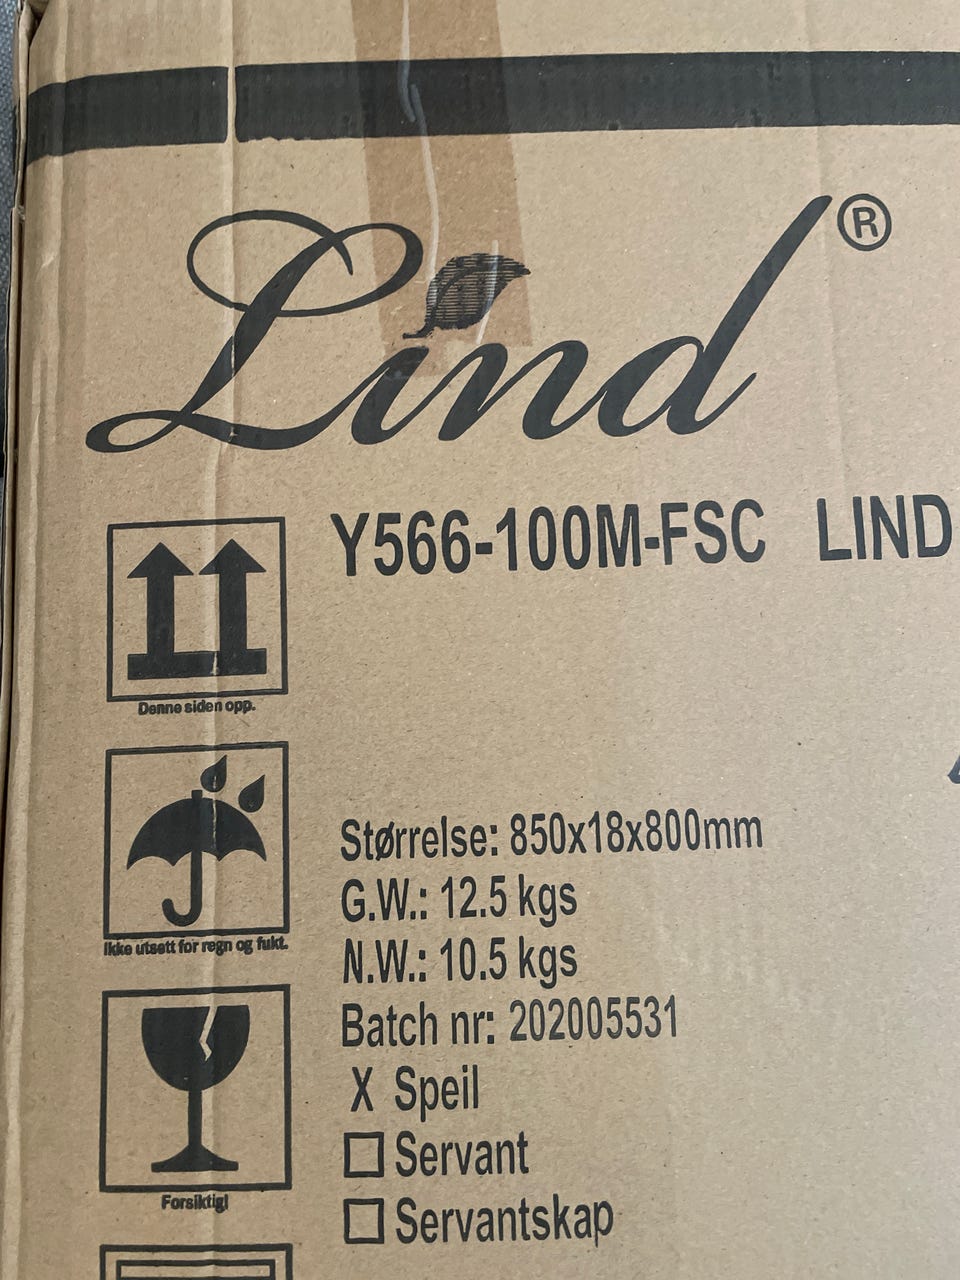 Lind ®
Y566-100M-FSC LIND
Denne siden opp.
Størrelse: 850x18x800mm
G.W.: 12.5 kgs
Ikke utsett for regn og fukt.
N.W.: 10.5 kgs
Batch nr: 202005531
X Speil
Servant
Forsiktig!
Servantskap